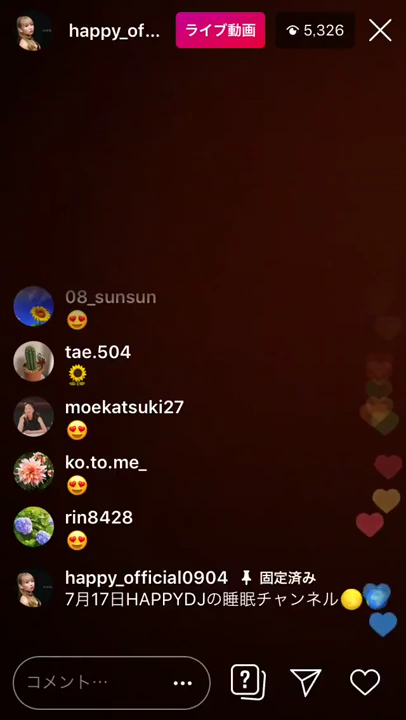 happy_of...
ライブ動画
5,326
08_sunsun
😍
tae.504
🌻
moekatsuki27
😍
ko.to.me_
😍
rin8428
😍
happy_official0904 📌 固定済み
7月17日HAPPYDJの睡眠チャンネル🌕
コメント… •••